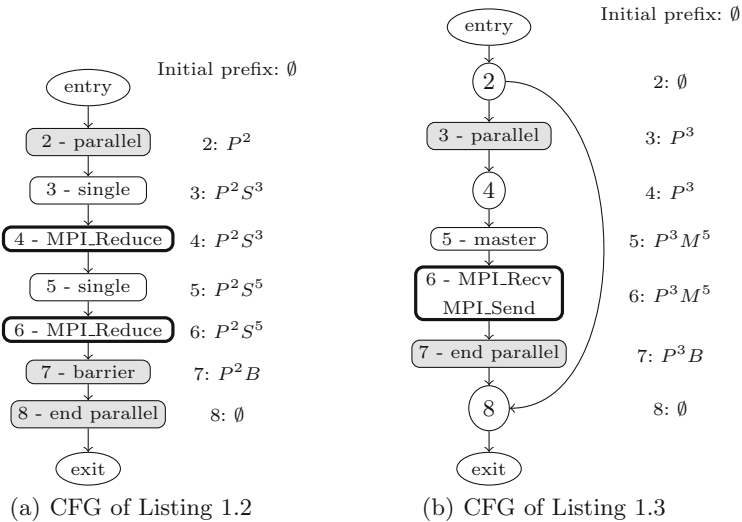 Initial prefix: ∅
entry
2 - parallel 2: P²
3 - single 3: P²S³
4 - MPI_Reduce 4: P²S³
5 - single 5: P²S⁵
6 - MPI_Reduce 6: P²S⁵
7 - barrier 7: P²B
8 - end parallel 8: ∅
exit
(a) CFG of Listing 1.2
Initial prefix: ∅
entry
2 2: ∅
3 - parallel 3: P³
4 4: P³
5 - master 5: P³M⁵
6 - MPI_Recv
MPI_Send 6: P³M⁵
7 - end parallel 7: P³B
8 8: ∅
exit
(b) CFG of Listing 1.3